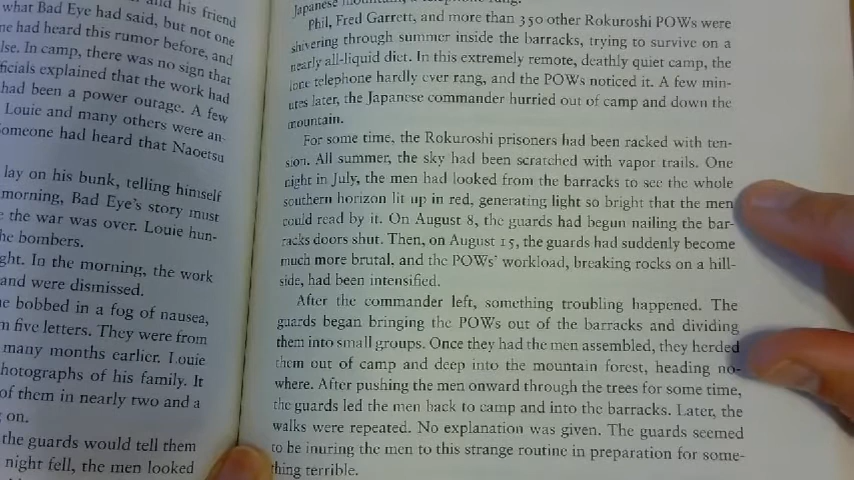 and his friend
what Bad Eye had said, but not one
had heard this rumor before, and
else. In camp, there was no sign that
officials explained that the work had
had been a power outage. A few
Louie and many others were an-
Someone had heard that Naoetsu
lay on his bunk, telling himself
morning, Bad Eye's story must
the war was over. Louie hun-
the bombers.
In the morning, the work
and were dismissed.
he bobbed in a fog of nausea,
five letters. They were from
many months earlier. Louie
photographs of his family. It
of them in nearly two and a
on.
the guards would tell them
night fell, the men looked
Japanese mountain,
Phil, Fred Garrett, and more than 350 other Rokuroshi POWs were
shivering through summer inside the barracks, trying to survive on a
nearly all-liquid diet. In this extremely remote, deathly quiet camp, the
lone telephone hardly ever rang, and the POWs noticed it. A few min-
utes later, the Japanese commander hurried out of camp and down the
mountain.
For some time, the Rokuroshi prisoners had been racked with ten-
sion. All summer, the sky had been scratched with vapor trails. One
night in July, the men had looked from the barracks to see the whole
southern horizon lit up in red, generating light so bright that the men
could read by it. On August 8, the guards had begun nailing the bar-
racks doors shut. Then, on August 15, the guards had suddenly become
much more brutal, and the POWs' workload, breaking rocks on a hill-
side, had been intensified.
After the commander left, something troubling happened. The
guards began bringing the POWs out of the barracks and dividing
them into small groups. Once they had the men assembled, they herded
them out of camp and deep into the mountain forest, heading no-
where. After pushing the men onward through the trees for some time,
the guards led the men back to camp and into the barracks. Later, the
walks were repeated. No explanation was given. The guards seemed
to be inuring the men to this strange routine in preparation for some-
thing terrible.